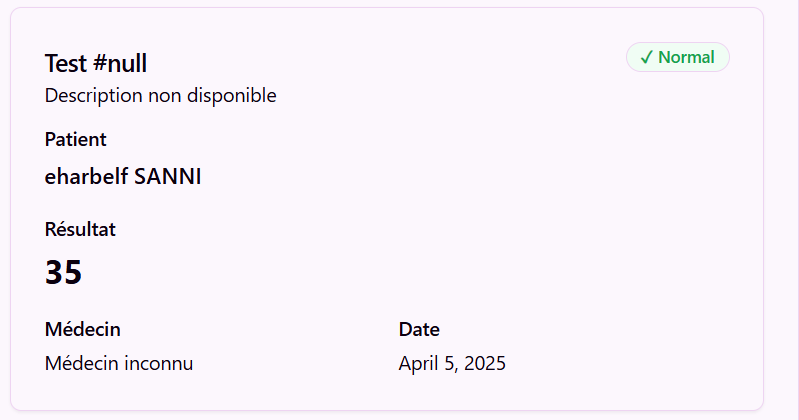 Test #null
✓ Normal
Description non disponible
Patient
eharbelf SANNI
Résultat
35
Médecin
Date
Médecin inconnu
April 5, 2025